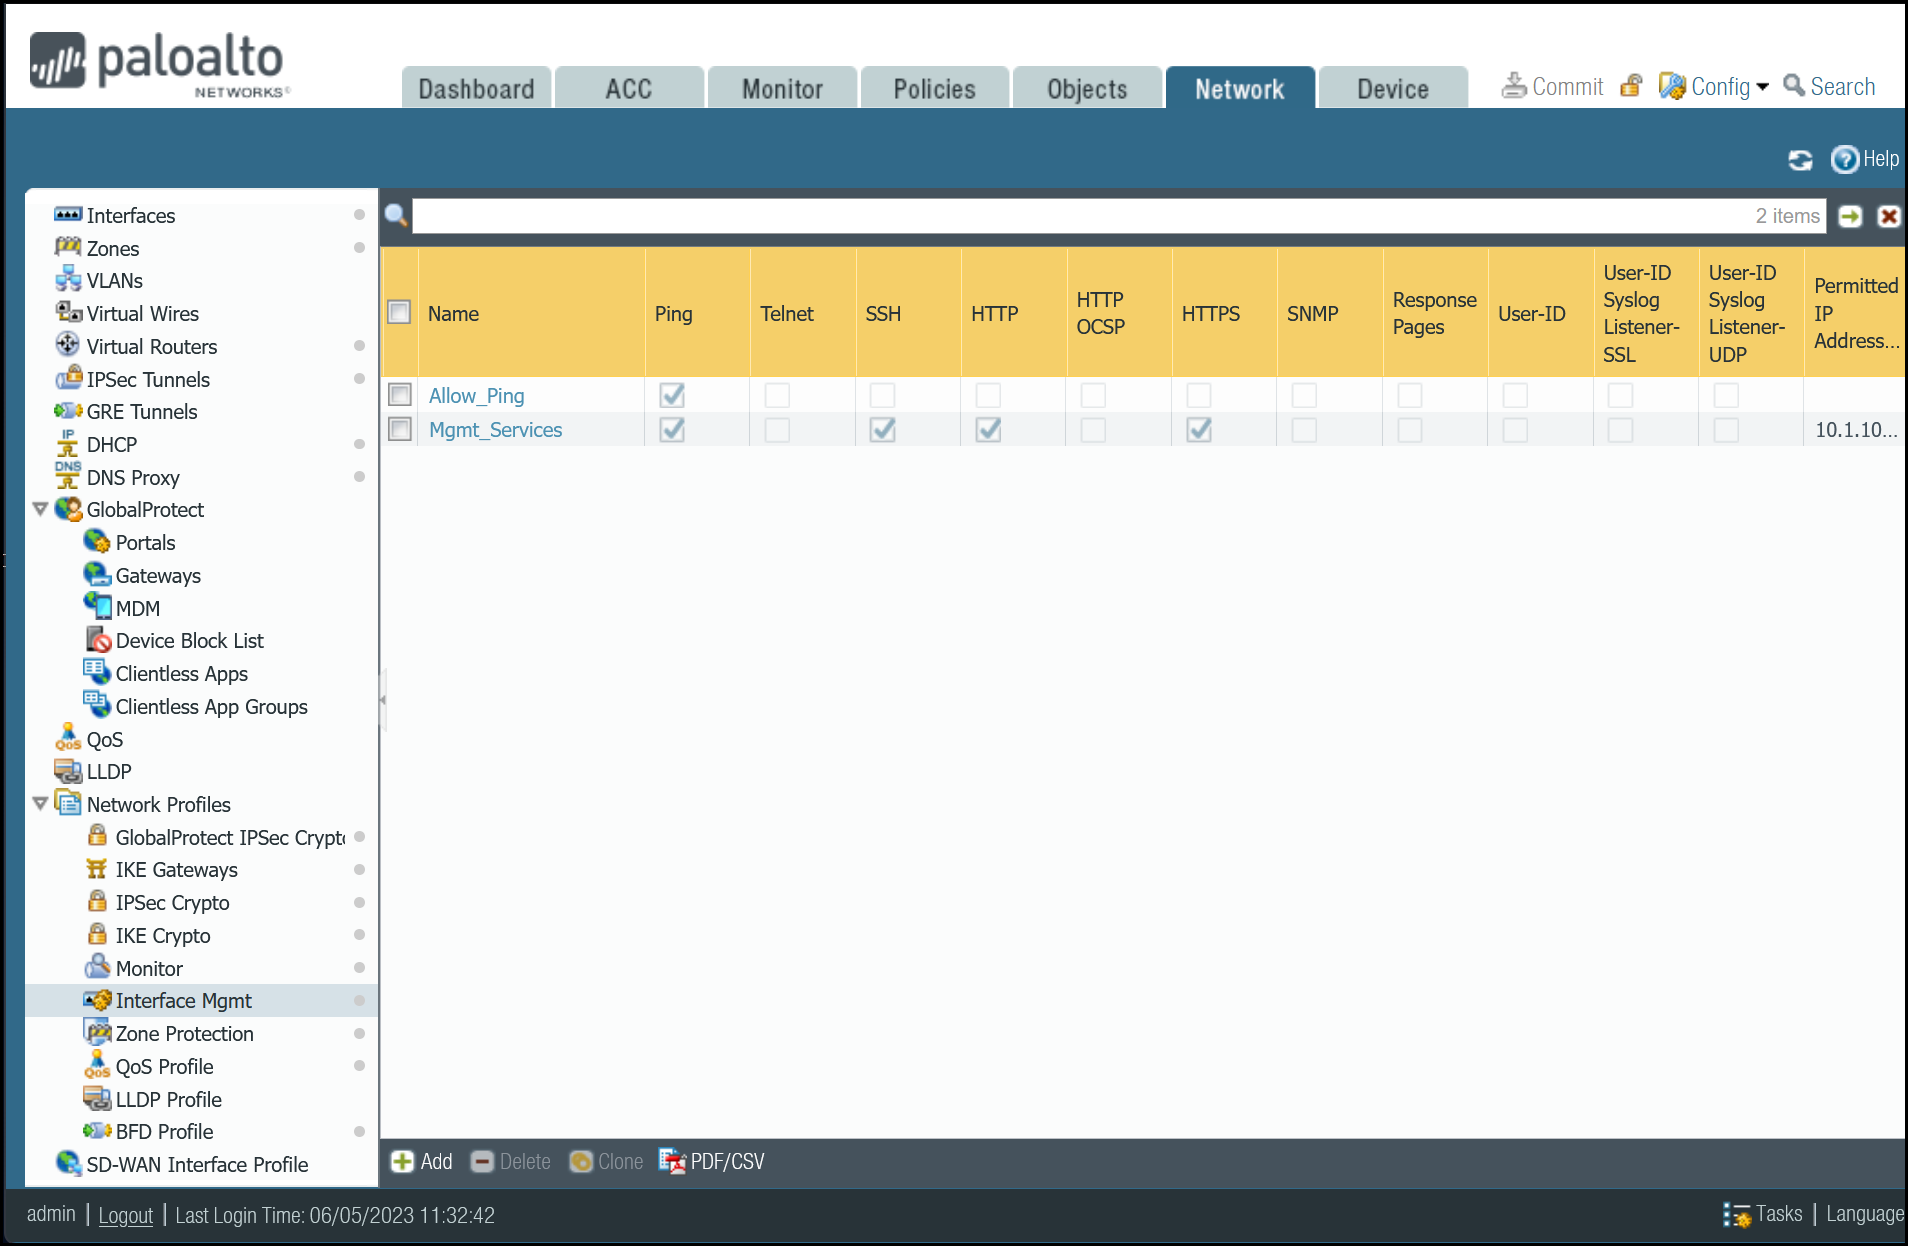 paloalto
NETWORKS
Dashboard ACC Monitor Policies Objects Network Device Commit Config Search
Help
Interfaces
Zones
VLANs
Virtual Wires
Virtual Routers
IPSec Tunnels
GRE Tunnels
DHCP
DNS Proxy
GlobalProtect
Portals
Gateways
MDM
Device Block List
Clientless Apps
Clientless App Groups
QoS
LLDP
Network Profiles
GlobalProtect IPSec Crypto
IKE Gateways
IPSec Crypto
IKE Crypto
Monitor
Interface Mgmt
Zone Protection
QoS Profile
LLDP Profile
BFD Profile
SD-WAN Interface Profile
2 items
Name Ping Telnet SSH HTTP HTTP OCSP HTTPS SNMP Response Pages User-ID User-ID Syslog Listener-SSL User-ID Syslog Listener-UDP Permitted IP Address...
Allow_Ping
Mgmt_Services 10.1.10...
Add Delete Clone PDF/CSV
admin | Logout | Last Login Time: 06/05/2023 11:32:42 Tasks | Language